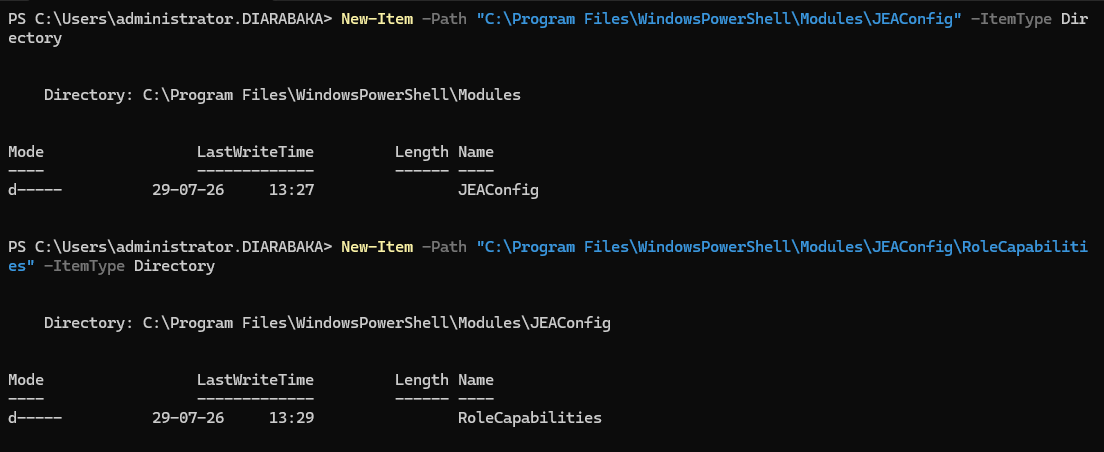 PS C:\Users\administrator.DIARABAKA> New-Item -Path "C:\Program Files\WindowsPowerShell\Modules\JEAConfig" -ItemType Dir
ectory
Directory: C:\Program Files\WindowsPowerShell\Modules
Mode LastWriteTime Length Name
---- ------------- ------ ----
d----- 29-07-26 13:27 JEAConfig
PS C:\Users\administrator.DIARABAKA> New-Item -Path "C:\Program Files\WindowsPowerShell\Modules\JEAConfig\RoleCapabiliti
es" -ItemType Directory
Directory: C:\Program Files\WindowsPowerShell\Modules\JEAConfig
Mode LastWriteTime Length Name
---- ------------- ------ ----
d----- 29-07-26 13:29 RoleCapabilities